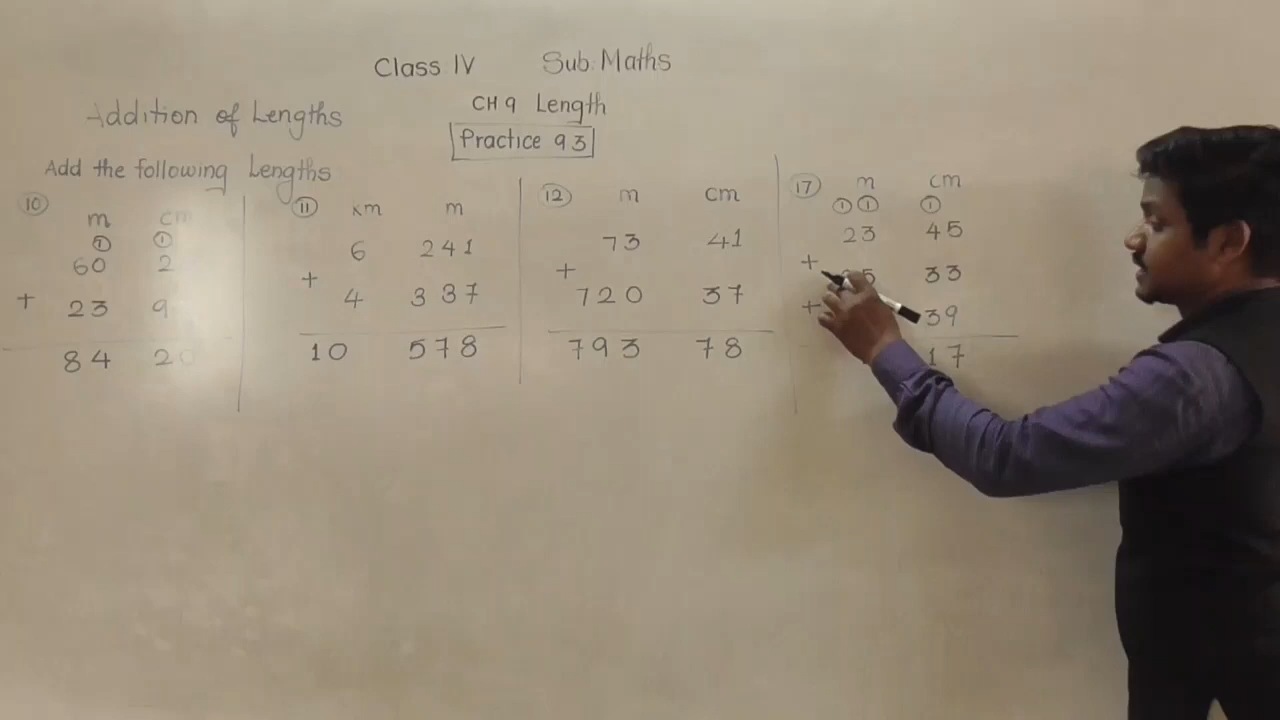 Class IV Sub: Maths
CH 9 Length
Practice 93
Addition of Lengths
Add the following Lengths
10
m cm
1 1
60 2
+ 23 9
84 20
11 km m
6 241
+ 4 337
10 578
12 m cm
73 41
+ 720 37
793 78
17 m cm
1 1 1
23 45
+ 5 33
+ 39
17